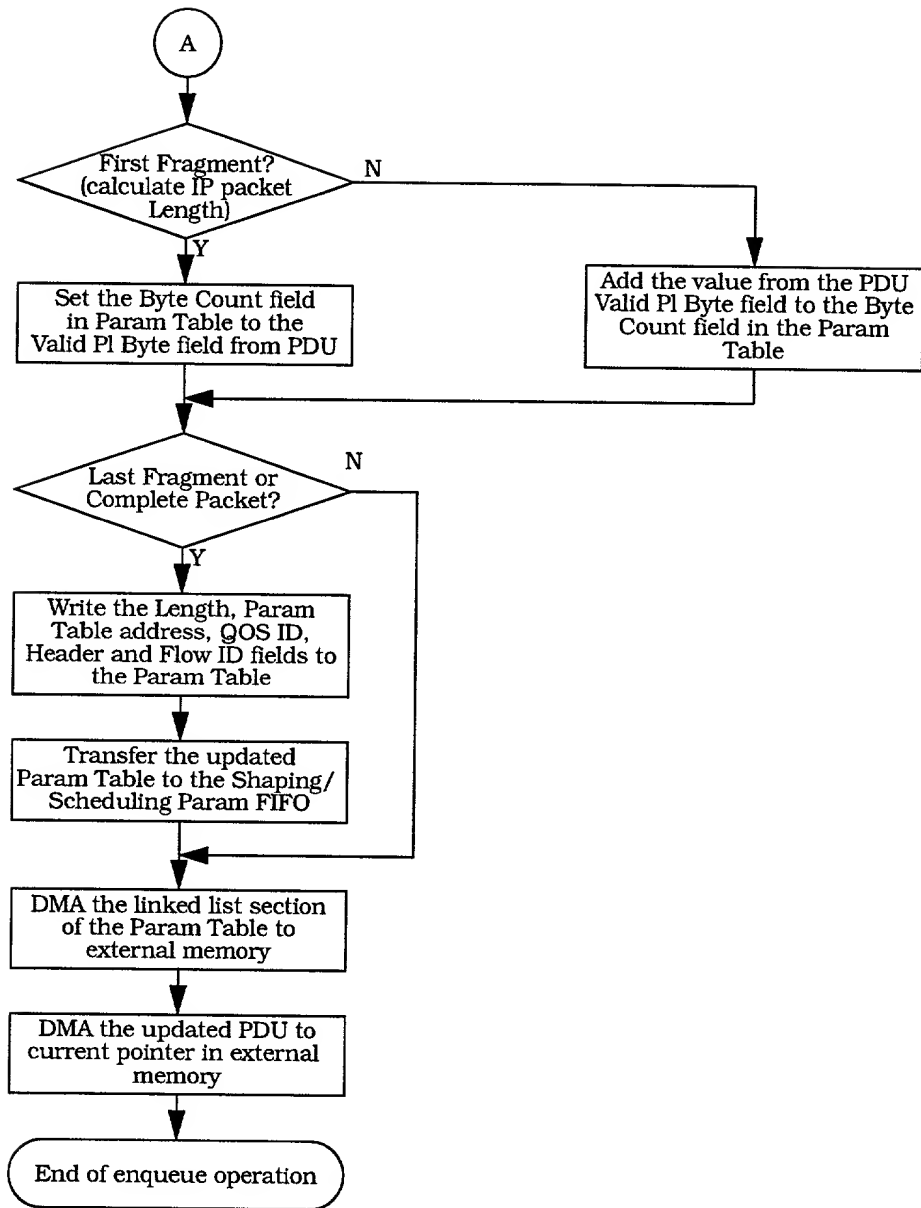 A
First Fragment?
(calculate IP packet
Length)
N
Y
Set the Byte Count field
in Param Table to the
Valid Pl Byte field from PDU
Add the value from the PDU
Valid Pl Byte field to the Byte
Count field in the Param
Table
Last Fragment or
Complete Packet?
N
Y
Write the Length, Param
Table address, QOS ID,
Header and Flow ID fields to
the Param Table
Transfer the updated
Param Table to the Shaping/
Scheduling Param FIFO
DMA the linked list section
of the Param Table to
external memory
DMA the updated PDU to
current pointer in external
memory
End of enqueue operation